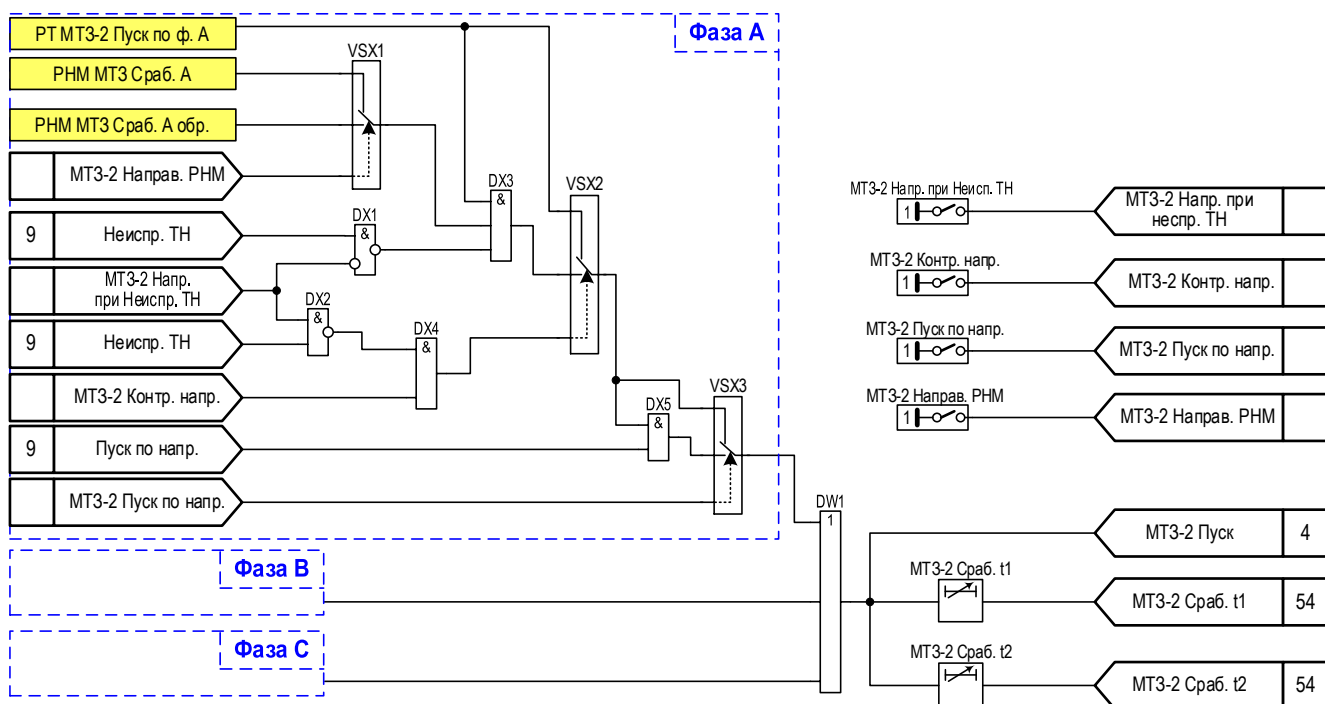 РТ МТЗ-2 Пуск по ф. А
Фаза А
VSX1
РНМ МТЗ Сраб. А
РНМ МТЗ Сраб. А обр.
МТЗ-2 Направ. РНМ
DX3
&
VSX2
DX1
&
9
Неиспр. ТН
МТЗ-2 Напр.
при Неиспр. ТН
DX2
&
9
Неиспр. ТН
DX4
&
МТЗ-2 Контр. напр.
VSX3
DX5
&
9
Пуск по напр.
МТЗ-2 Пуск по напр.
DW1
1
Фаза В
Фаза С
МТЗ-2 Напр. при Неисп. ТН
1
МТЗ-2 Напр. при
неспр. ТН
МТЗ-2 Контр. напр.
1
МТЗ-2 Контр. напр.
МТЗ-2 Пуск по напр.
1
МТЗ-2 Пуск по напр.
МТЗ-2 Направ. РНМ
1
МТЗ-2 Направ. РНМ
МТЗ-2 Пуск
4
МТЗ-2 Сраб. t1
МТЗ-2 Сраб. t1
54
МТЗ-2 Сраб. t2
МТЗ-2 Сраб. t2
54